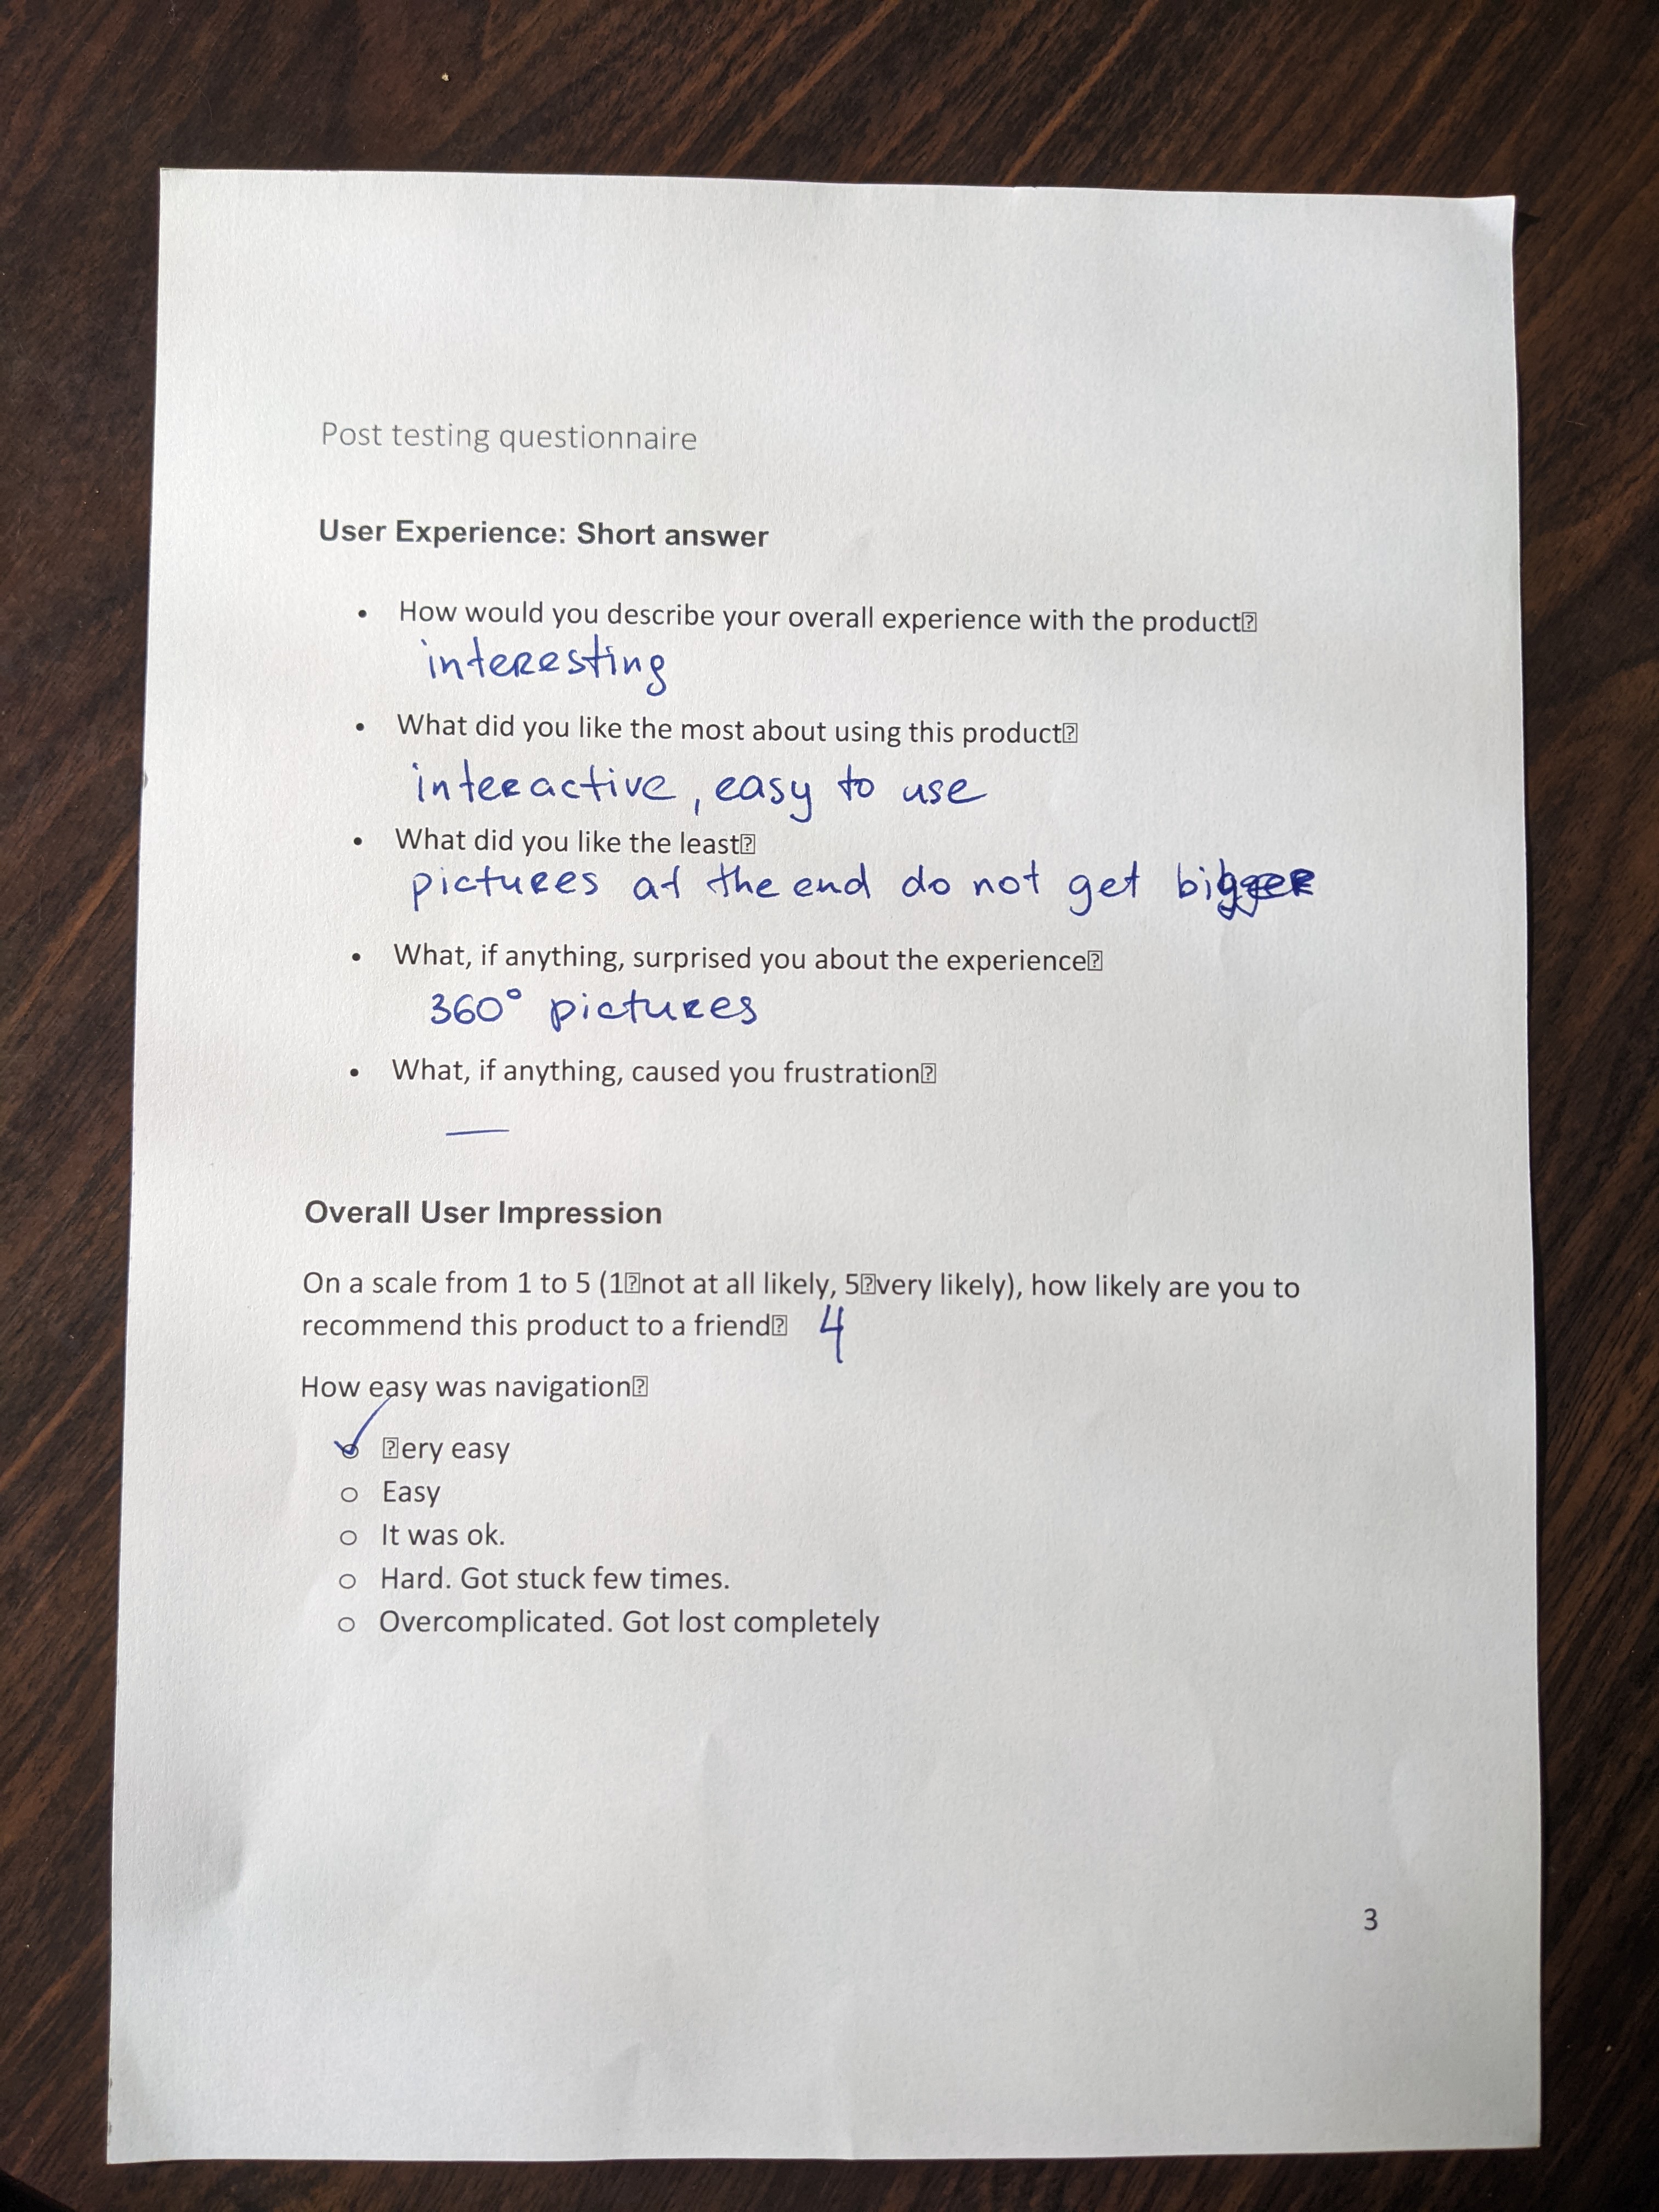 Post testing questionnaire
User Experience: Short answer
• How would you describe your overall experience with the product⍰
interesting
• What did you like the most about using this product⍰
interactive, easy to use
• What did you like the least⍰
pictures at the end do not get bigger
• What, if anything, surprised you about the experience⍰
360° pictures
• What, if anything, caused you frustration⍰
—
Overall User Impression
On a scale from 1 to 5 (1⍰not at all likely, 5⍰very likely), how likely are you to
recommend this product to a friend⍰ 4
How easy was navigation⍰
✓ ⍰ery easy
o Easy
o It was ok.
o Hard. Got stuck few times.
o Overcomplicated. Got lost completely
3